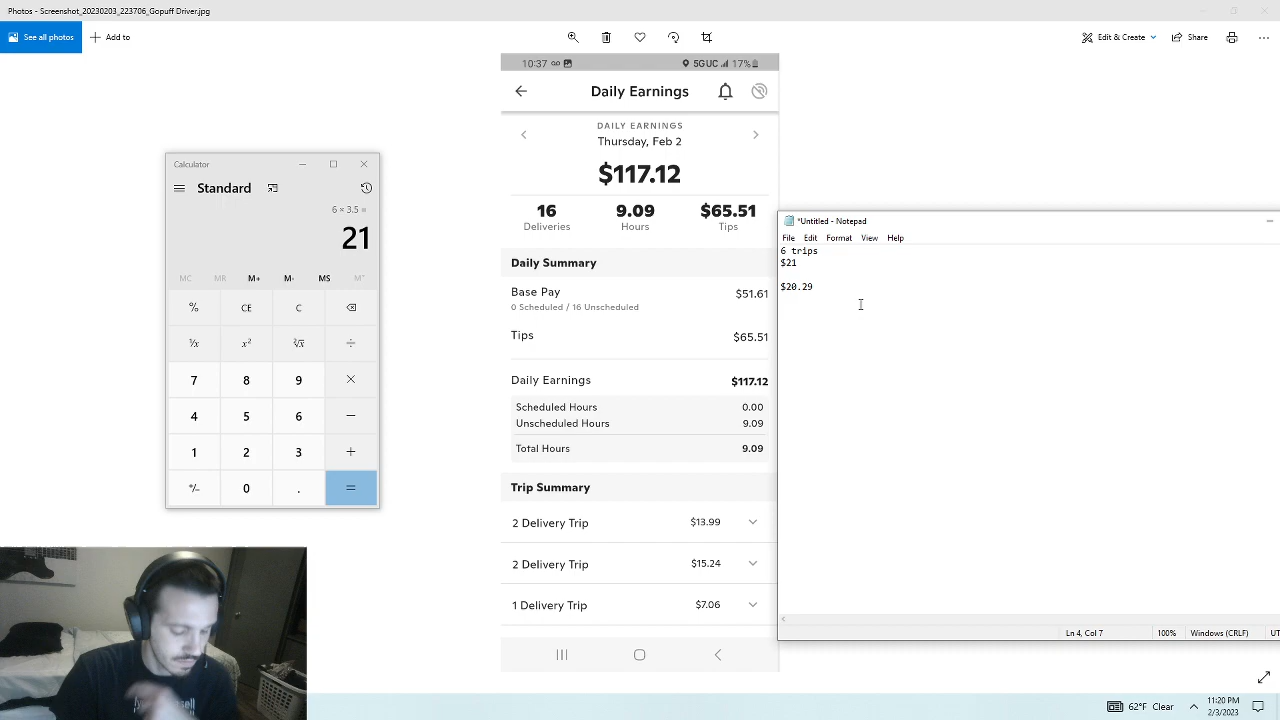 Photos - Screenshot_20230203_223706_Gopuff Driver.jpg
See all photos
Add to
Edit & Create
Share
Calculator
Standard
6 × 3.5 =
21
MC MR M+ M- MS M˅
% CE C
¹⁄x x² ²√x ÷
7 8 9 ×
4 5 6 −
1 2 3 +
+/− 0 . =
10:37
5GUC 17%
Daily Earnings
DAILY EARNINGS
Thursday, Feb 2
$117.12
16 9.09 $65.51
Deliveries Hours Tips
Daily Summary
Base Pay $51.61
0 Scheduled / 16 Unscheduled
Tips $65.51
Daily Earnings $117.12
Scheduled Hours 0.00
Unscheduled Hours 9.09
Total Hours 9.09
Trip Summary
2 Delivery Trip $13.99
2 Delivery Trip $15.24
1 Delivery Trip $7.06
*Untitled - Notepad
File Edit Format View Help
6 trips
$21
$20.29
Ln 4, Col 7 100% Windows (CRLF) UT
62°F Clear
11:20 PM
2/3/2023